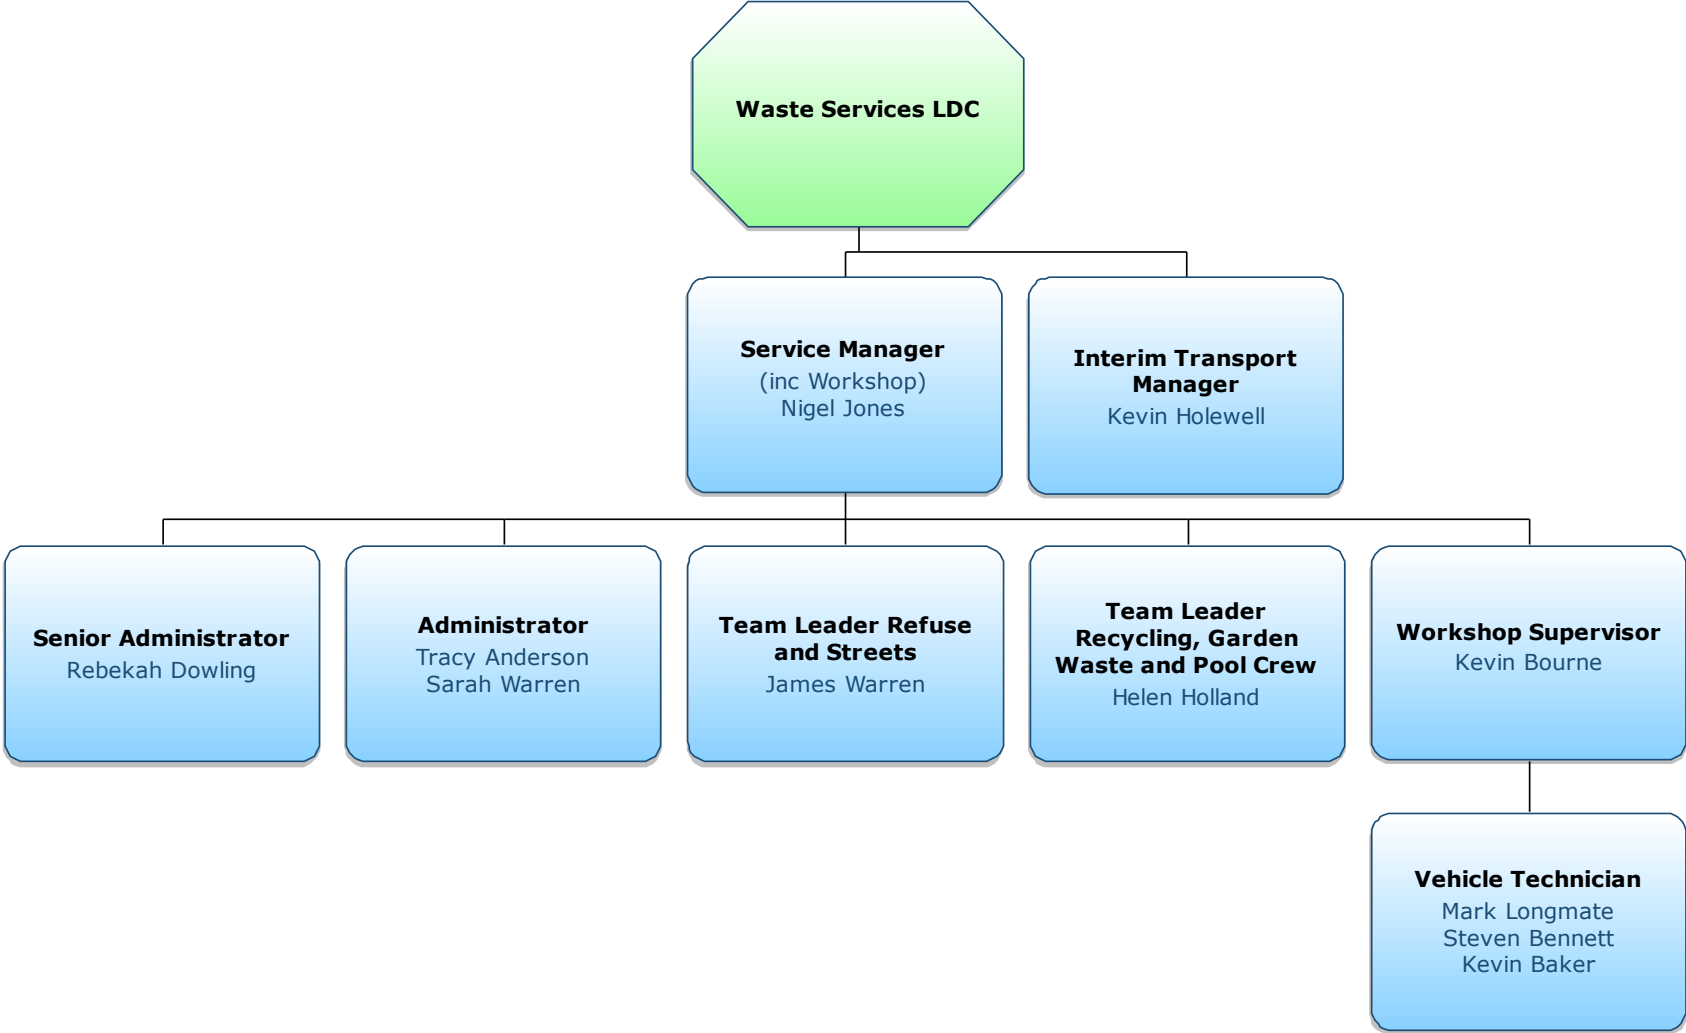 Waste Services LDC
Service Manager
(inc Workshop)
Nigel Jones
Interim Transport
Manager
Kevin Holewell
Senior Administrator
Rebekah Dowling
Administrator
Tracy Anderson
Sarah Warren
Team Leader Refuse
and Streets
James Warren
Team Leader
Recycling, Garden
Waste and Pool Crew
Helen Holland
Workshop Supervisor
Kevin Bourne
Vehicle Technician
Mark Longmate
Steven Bennett
Kevin Baker